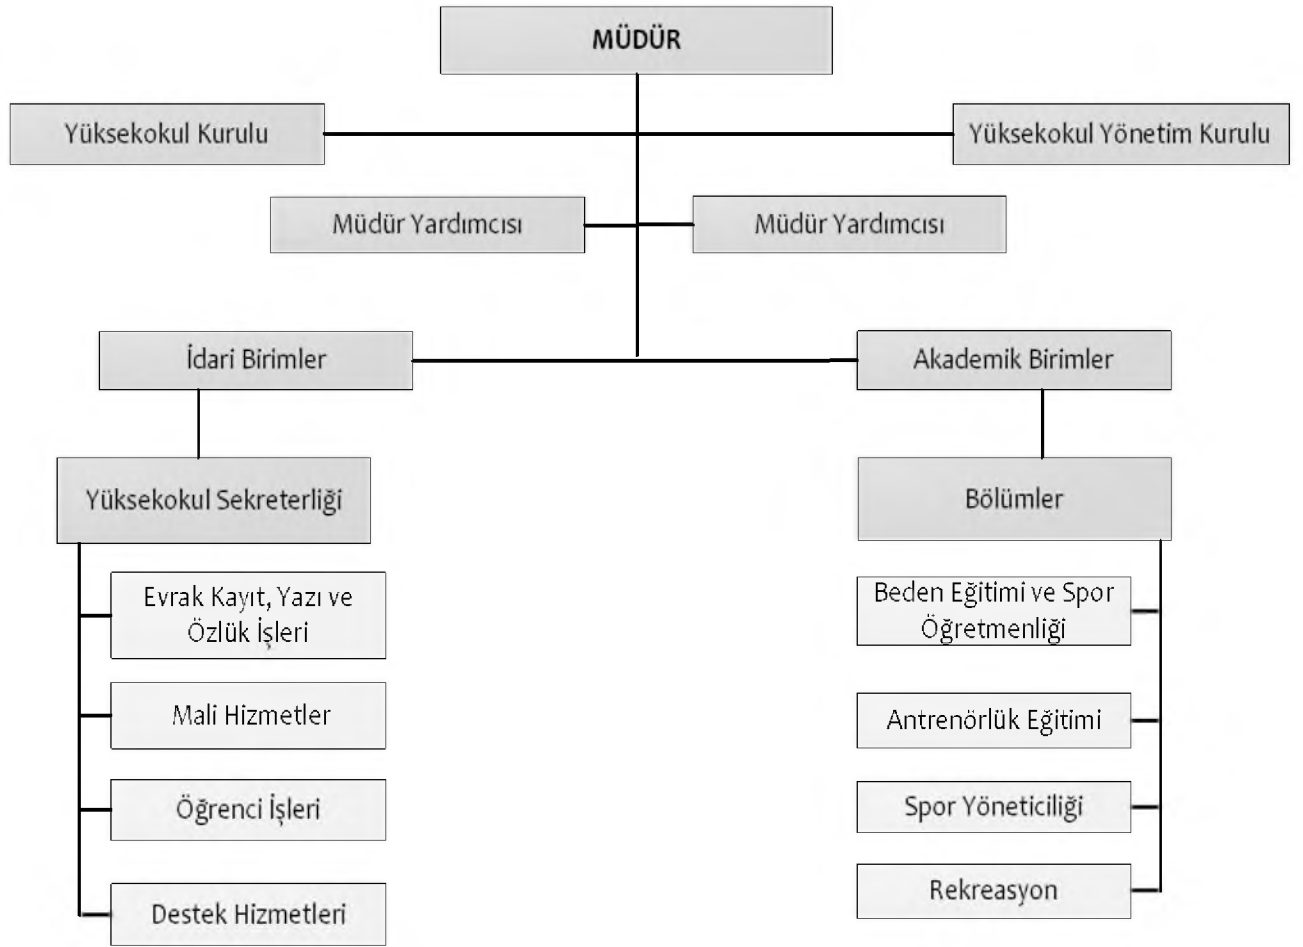 MÜDÜR
Yüksekokul Kurulu
Yüksekokul Yönetim Kurulu
Müdür Yardımcısı
Müdür Yardımcısı
İdari Birimler
Akademik Birimler
Yüksekokul Sekreterliği
Bölümler
Evrak Kayıt, Yazı ve
Özlük İşleri
Mali Hizmetler
Öğrenci İşleri
Destek Hizmetleri
Beden Eğitimi ve Spor
Öğretmenliği
Antrenörlük Eğitimi
Spor Yöneticiliği
Rekreasyon